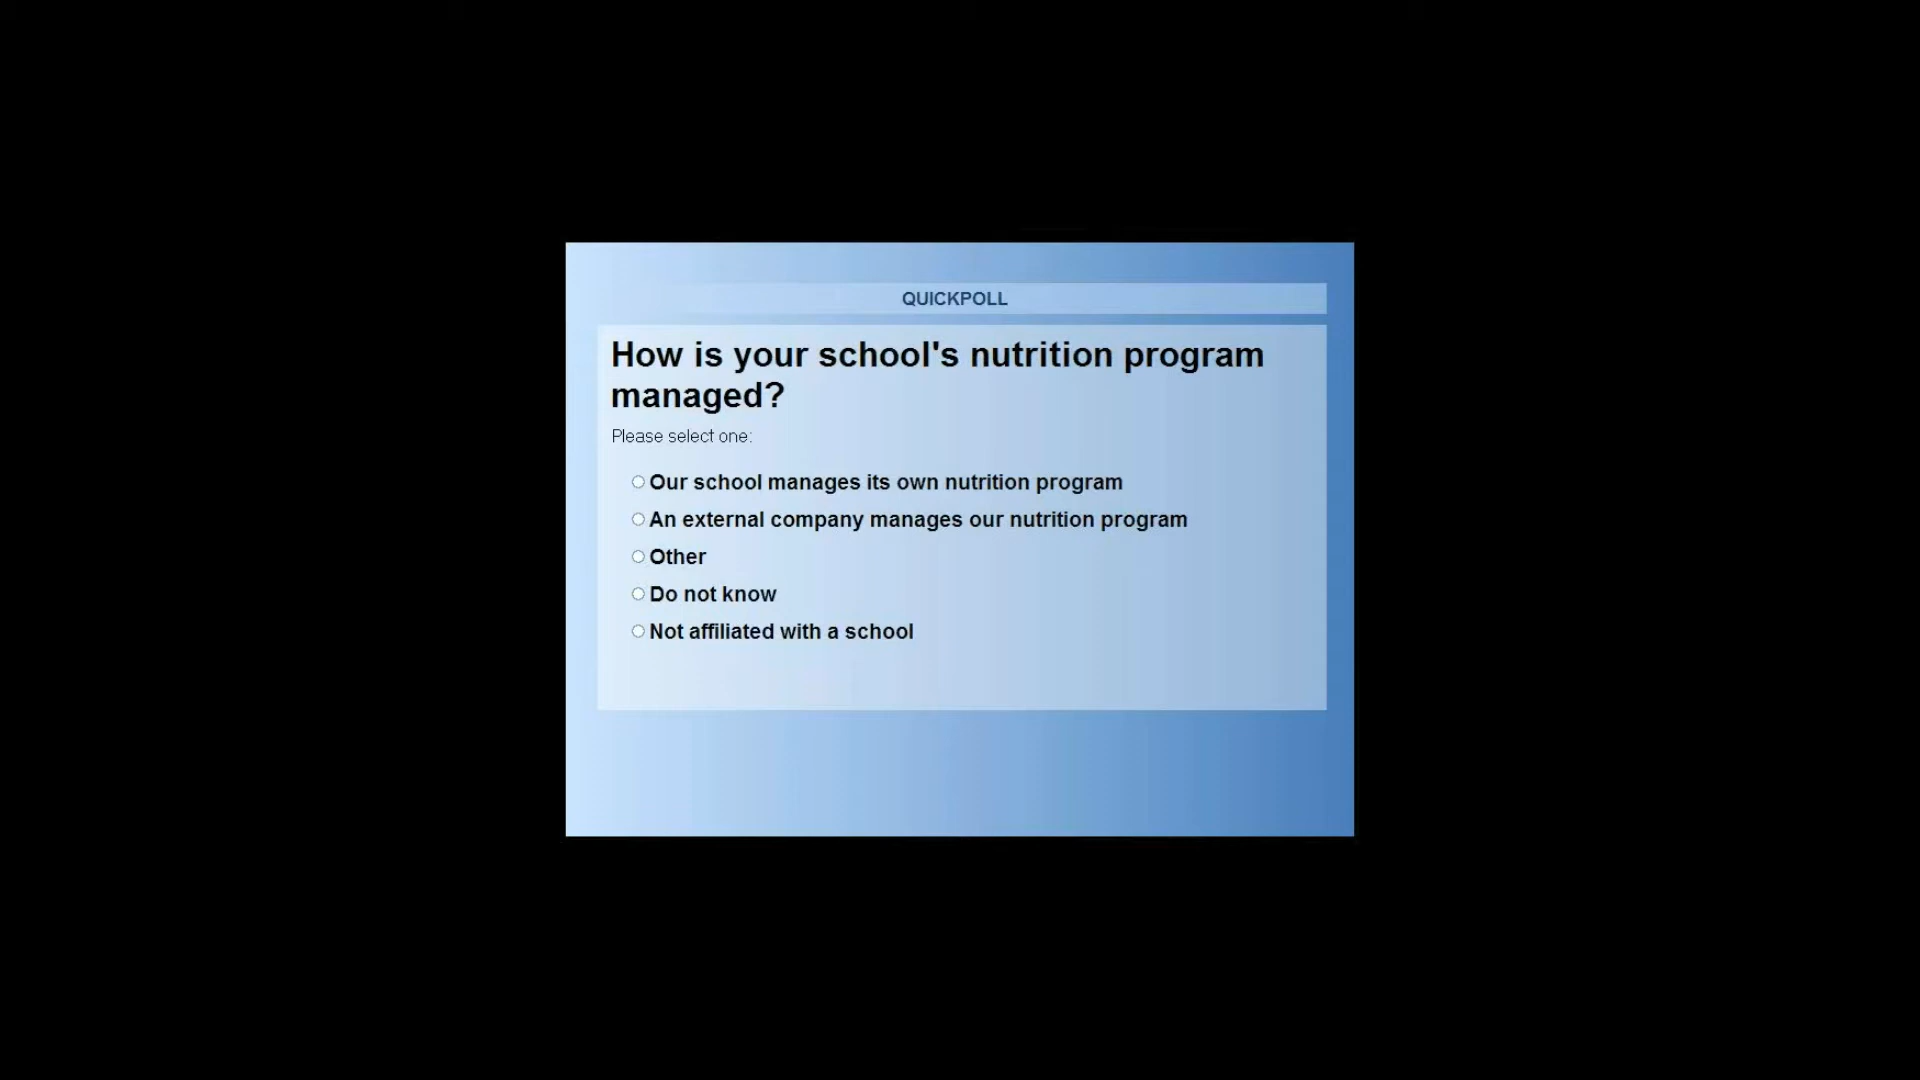 QUICKPOLL
How is your school's nutrition program
managed?
Please select one:
Our school manages its own nutrition program
An external company manages our nutrition program
Other
Do not know
Not affiliated with a school